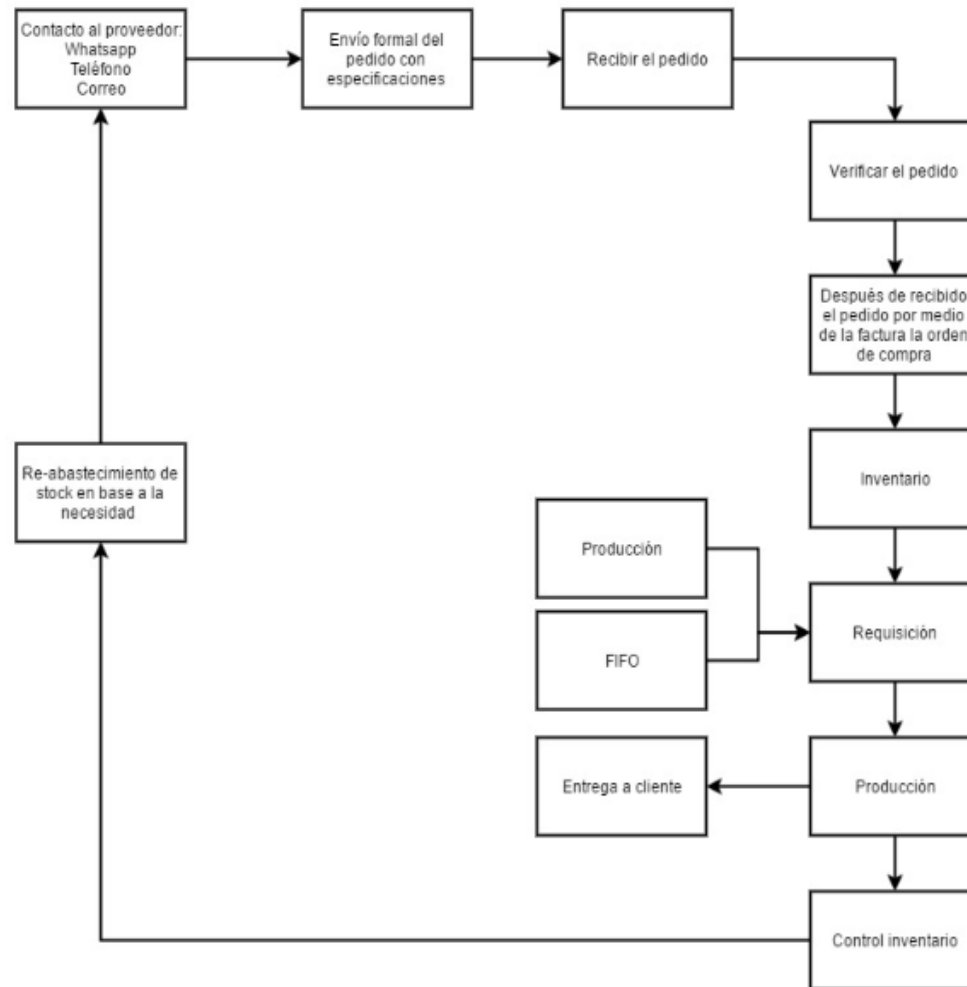 Contacto al proveedor:
Whatsapp
Teléfono
Correo
Envío formal del
pedido con
especificaciones
Recibir el pedido
Verificar el pedido
Después de recibido
el pedido por medio
de la factura la orden
de compra
Inventario
Re-abastecimiento de
stock en base a la
necesidad
Producción
FIFO
Requisición
Entrega a cliente
Producción
Control inventario